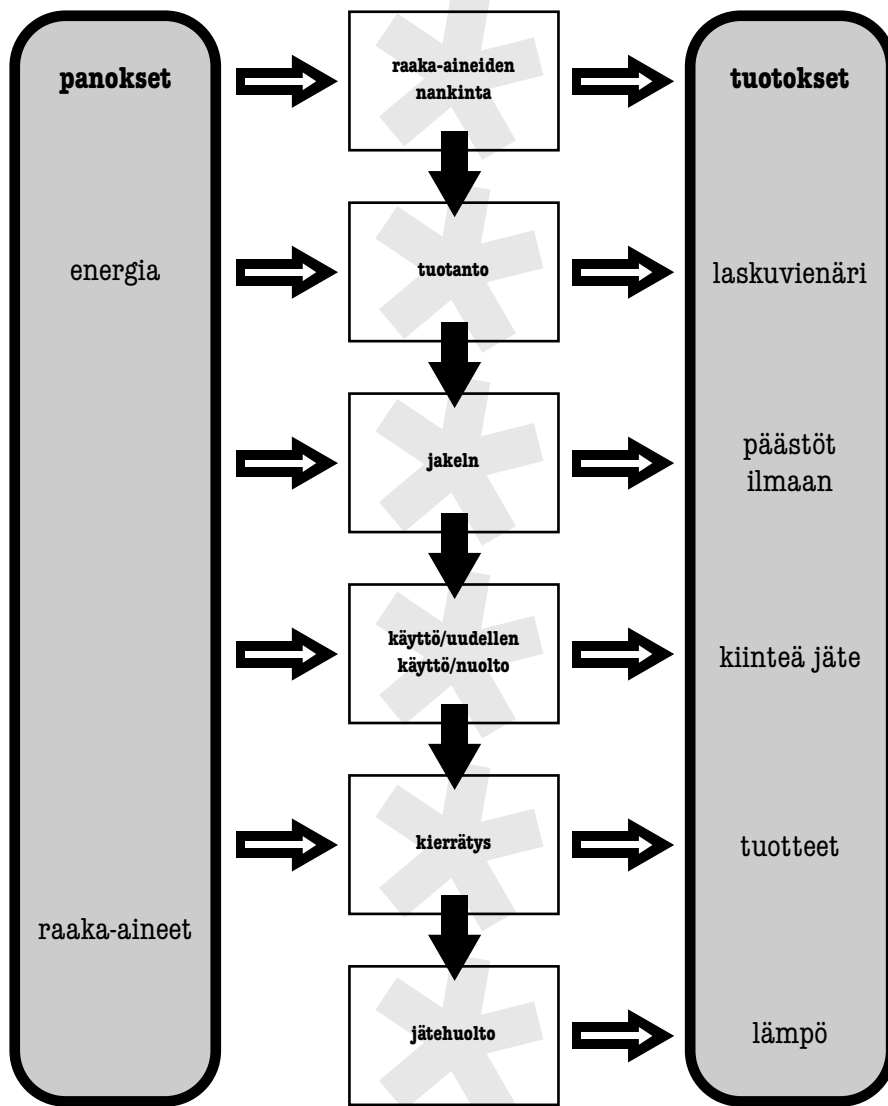 panokset
energia
raaka-aineet
raaka-aineiden
nankinta
tuotanto
jakeln
käyttö/uudellen
käyttö/nuolto
kierrätys
jätehuolto
tuotokset
laskuvienäri
päästöt
ilmaan
kiinteä jäte
tuotteet
lämpö